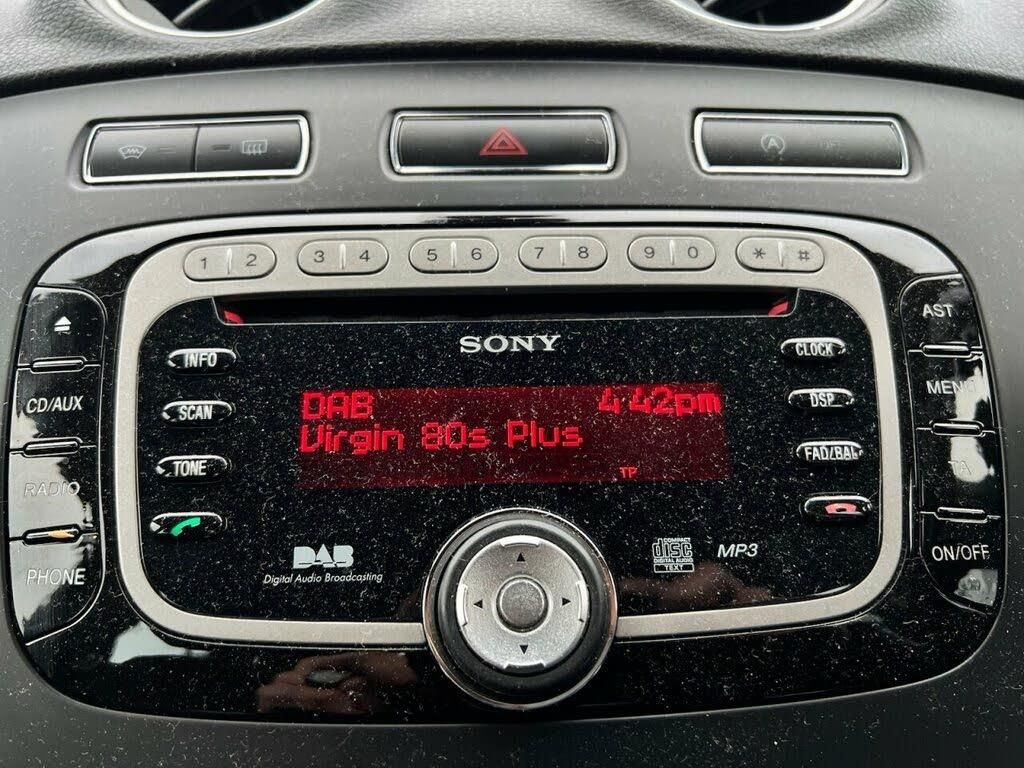 OFF
1 2 3 4 5 6 7 8 9 0 * #
SONY
INFO
SCAN
TONE
CD/AUX
RADIO
PHONE
DAB 4 42pm
Virgin 80s Plus
TP
CLOCK
DSP
FAD/BAL
AST
MENU
TA
ON/OFF
DAB
Digital Audio Broadcasting
COMPACT
disc
DIGITAL AUDIO
TEXT
MP3